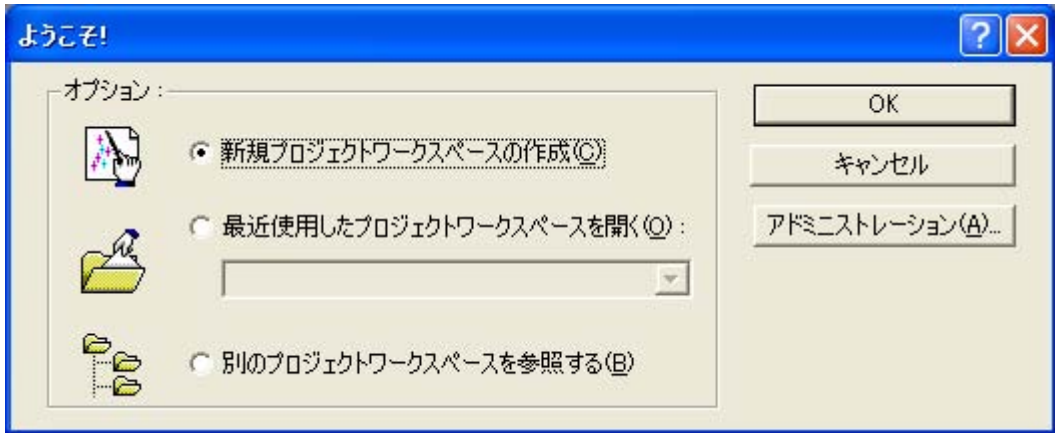 ようこそ!
オプション :
新規プロジェクトワークスペースの作成(C)
最近使用したプロジェクトワークスペースを開く(O) :
別のプロジェクトワークスペースを参照する(B)
OK
キャンセル
アドミニストレーション(A)...